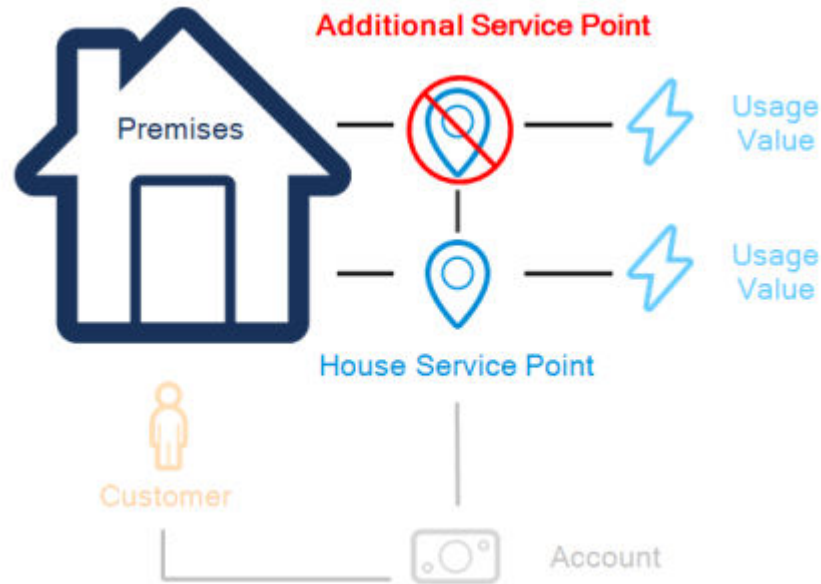 Additional Service Point
Premises
Usage
Value
Usage
Value
House Service Point
Customer
Account